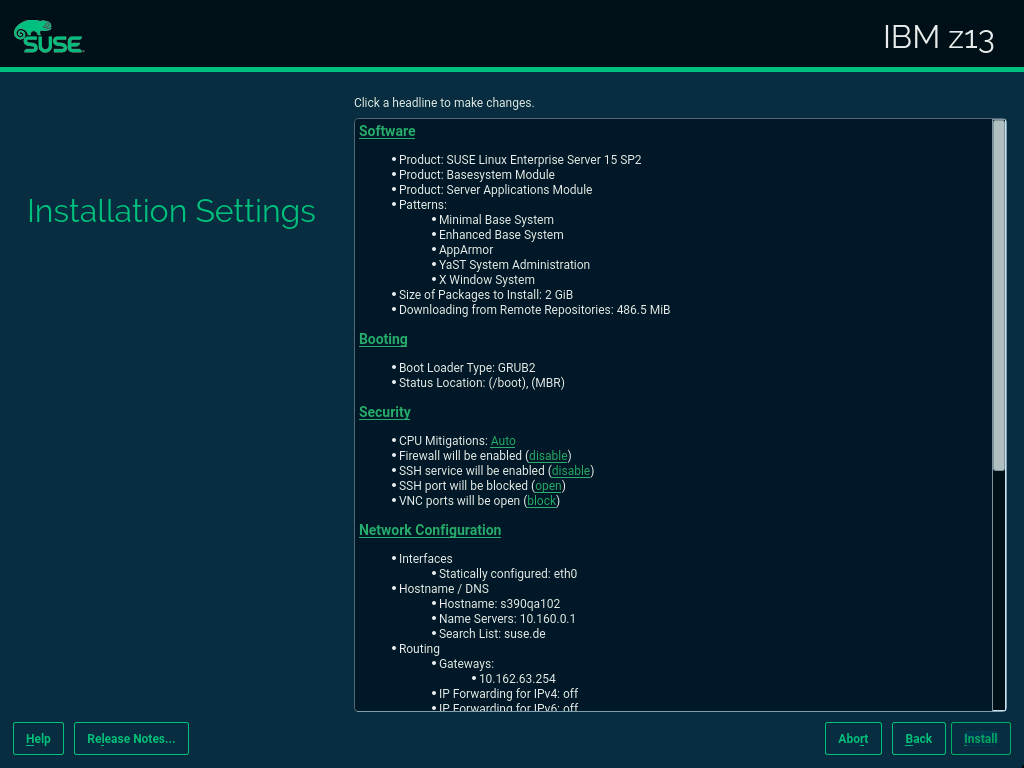 SUSE
IBM z13
Installation Settings
Click a headline to make changes.
Software
• Product: SUSE Linux Enterprise Server 15 SP2
• Product: Basesystem Module
• Product: Server Applications Module
• Patterns:
• Minimal Base System
• Enhanced Base System
• AppArmor
• YaST System Administration
• X Window System
• Size of Packages to Install: 2 GiB
• Downloading from Remote Repositories: 486.5 MiB
Booting
• Boot Loader Type: GRUB2
• Status Location: (/boot), (MBR)
Security
• CPU Mitigations: Auto
• Firewall will be enabled (disable)
• SSH service will be enabled (disable)
• SSH port will be blocked (open)
• VNC ports will be open (block)
Network Configuration
• Interfaces
• Statically configured: eth0
• Hostname / DNS
• Hostname: s390qa102
• Name Servers: 10.160.0.1
• Search List: suse.de
• Routing
• Gateways:
• 10.162.63.254
• IP Forwarding for IPv4: off
• IP Forwarding for IPv6: off
Help
Release Notes...
Abort
Back
Install